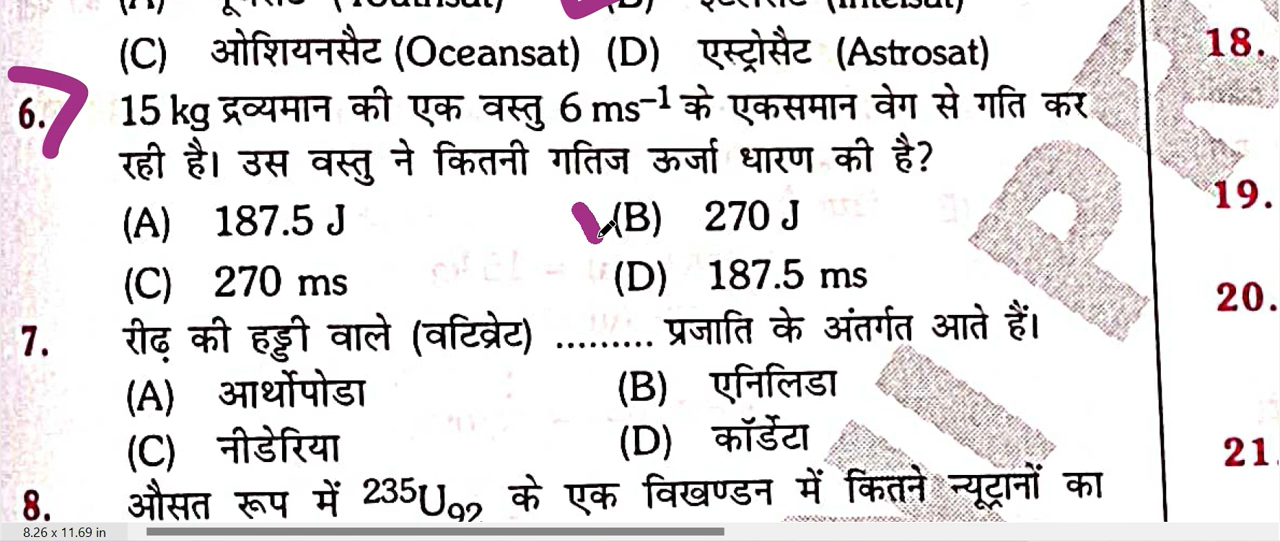 (C) ओशियनसैट (Oceansat) (D) एस्ट्रोसैट (Astrosat)
6. 15 kg द्रव्यमान की एक वस्तु 6 ms⁻¹ के एकसमान वेग से गति कर
रही है। उस वस्तु ने कितनी गतिज ऊर्जा धारण की है?
(A) 187.5 J (B) 270 J
(C) 270 ms (D) 187.5 ms
7. रीढ़ की हड्डी वाले (वटिब्रेट) ......... प्रजाति के अंतर्गत आते हैं।
(A) आर्थोपोडा (B) एनिलिडा
(C) नीडेरिया (D) कॉर्डेटा
8. औसत रूप में ²³⁵U₉₂ के एक विखण्डन में कितने न्यूट्रानों का
18.
19.
20.
21
8.26 x 11.69 in